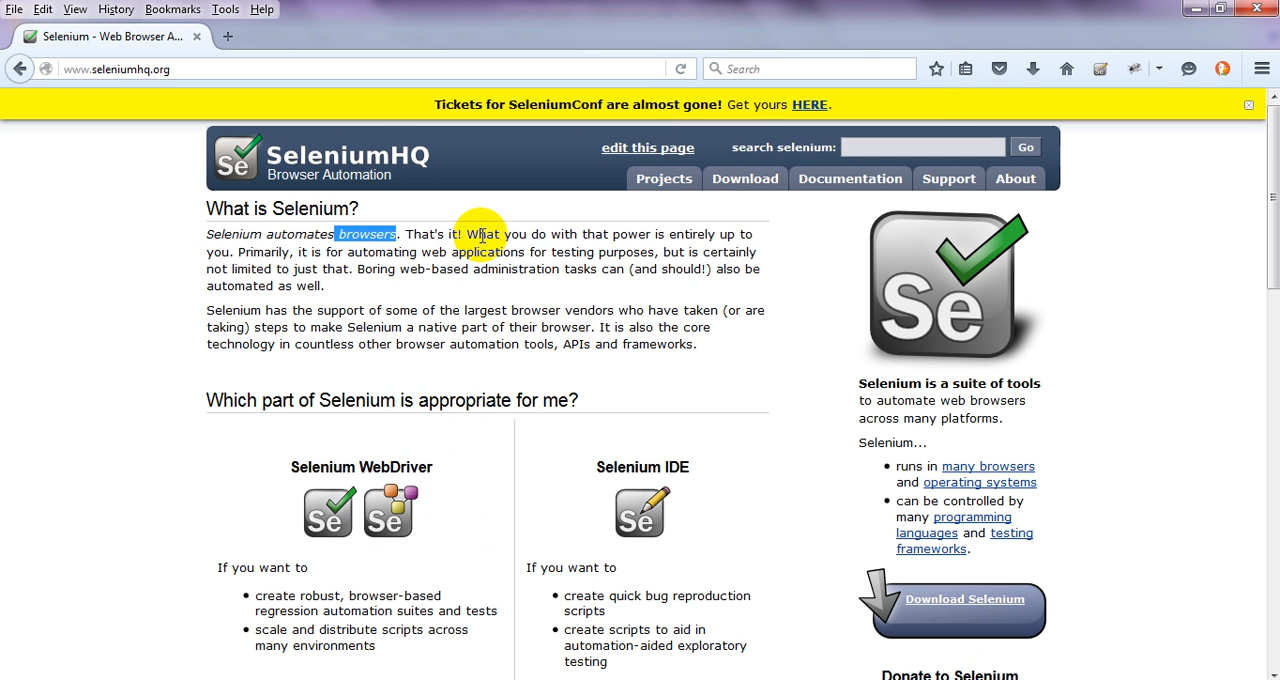 File Edit View History Bookmarks Tools Help
Selenium - Web Browser A...
www.seleniumhq.org
Search
Tickets for SeleniumConf are almost gone! Get yours HERE.
Se
SeleniumHQ
Browser Automation
edit this page
search selenium:
Go
Projects Download Documentation Support About
What is Selenium?
Selenium automates browsers. That's it! What you do with that power is entirely up to
you. Primarily, it is for automating web applications for testing purposes, but is certainly
not limited to just that. Boring web-based administration tasks can (and should!) also be
automated as well.
Selenium has the support of some of the largest browser vendors who have taken (or are
taking) steps to make Selenium a native part of their browser. It is also the core
technology in countless other browser automation tools, APIs and frameworks.
Which part of Selenium is appropriate for me?
Selenium WebDriver
Se Se
If you want to
create robust, browser-based
regression automation suites and tests
scale and distribute scripts across
many environments
Selenium IDE
Se
If you want to
create quick bug reproduction
scripts
create scripts to aid in
automation-aided exploratory
testing
Se
Selenium is a suite of tools
to automate web browsers
across many platforms.
Selenium...
runs in many browsers
and operating systems
can be controlled by
many programming
languages and testing
frameworks.
Download Selenium
Donate to Selenium